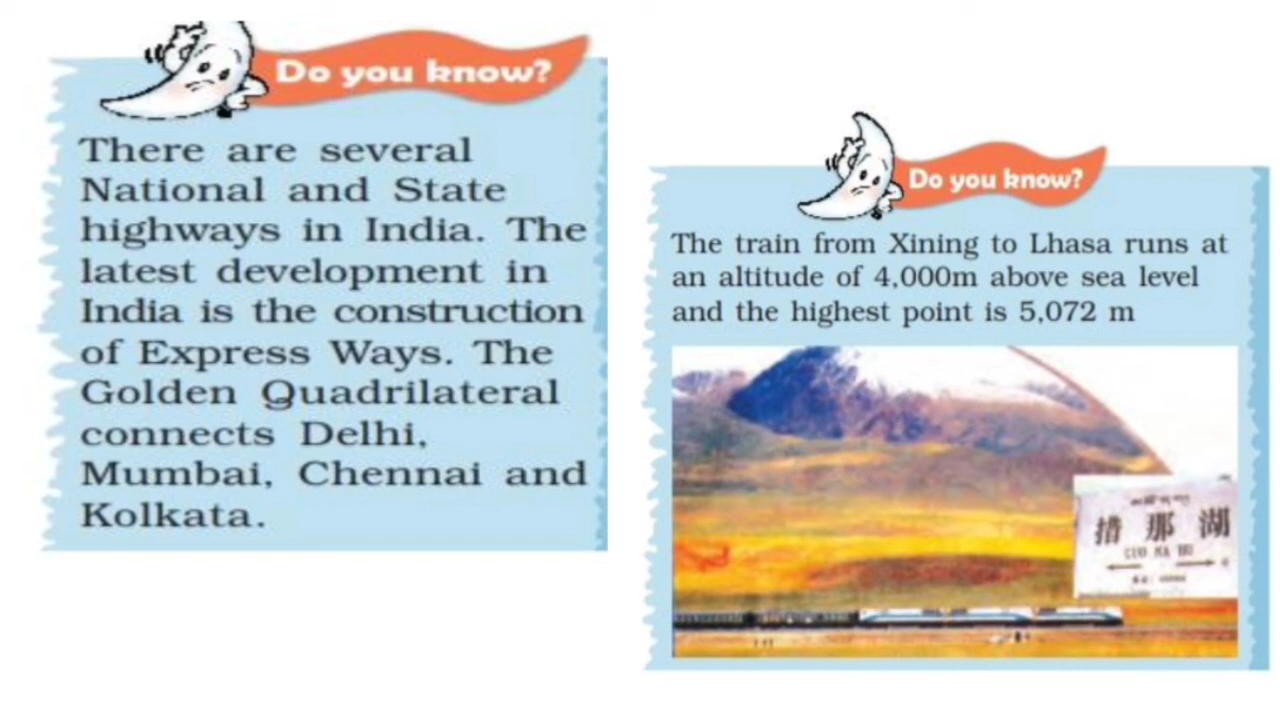 Do you know?
There are several
National and State
highways in India. The
latest development in
India is the construction
of Express Ways. The
Golden Quadrilateral
connects Delhi,
Mumbai, Chennai and
Kolkata.
Do you know?
The train from Xining to Lhasa runs at
an altitude of 4,000m above sea level
and the highest point is 5,072 m
措 那 湖
CUO NA HU